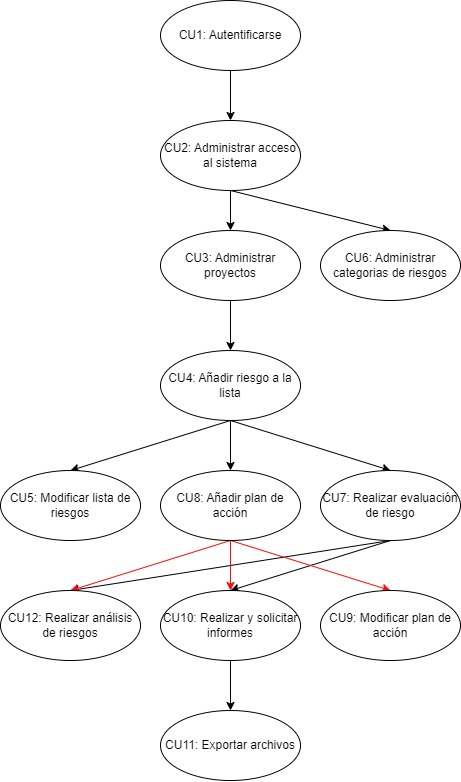 CU1: Autentificarse
CU2: Administrar acceso
al sistema
CU3: Administrar
proyectos
CU6: Administrar
categorias de riesgos
CU4: Añadir riesgo a la
lista
CU5: Modificar lista de
riesgos
CU8: Añadir plan de
acción
CU7: Realizar evaluación
de riesgo
CU12: Realizar análisis
de riesgos
CU10: Realizar y solicitar
informes
CU9: Modificar plan de
acción
CU11: Exportar archivos